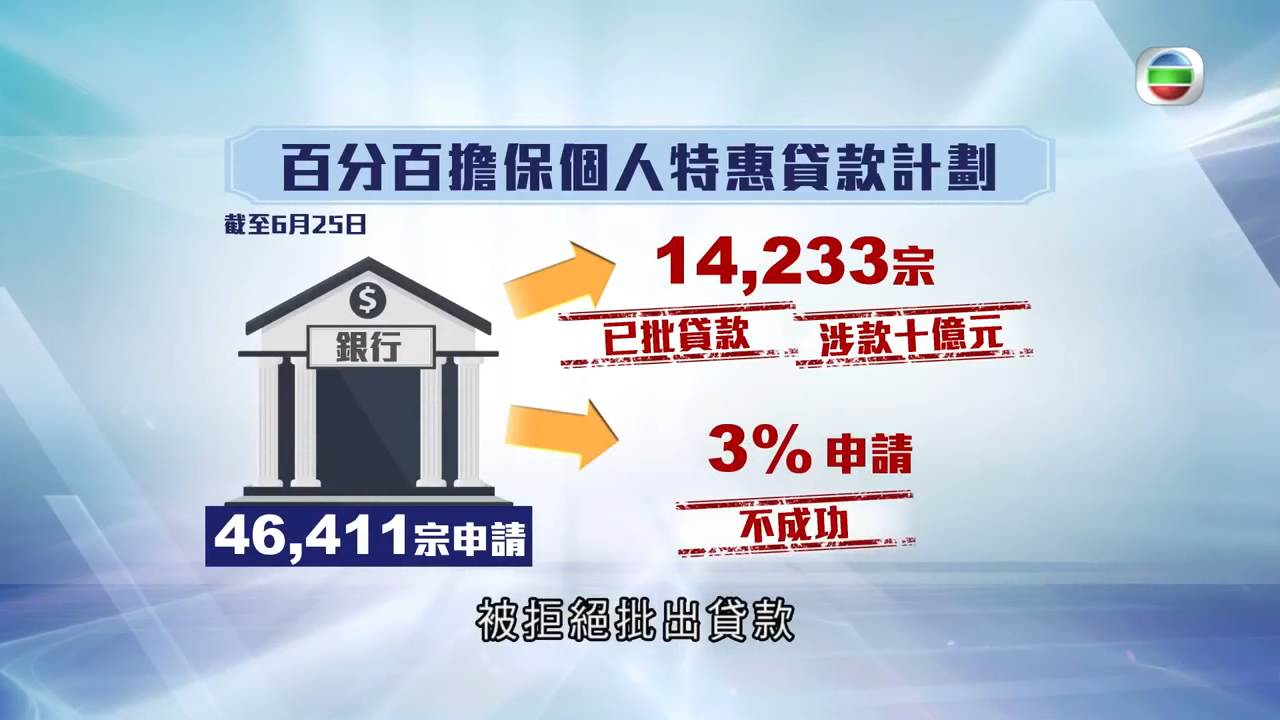 百分百擔保個人特惠貸款計劃
截至6月25日
14,233宗
已批貸款 涉款十億元
$
銀行
3% 申請
不成功
46,411宗申請
被拒絕批出貸款